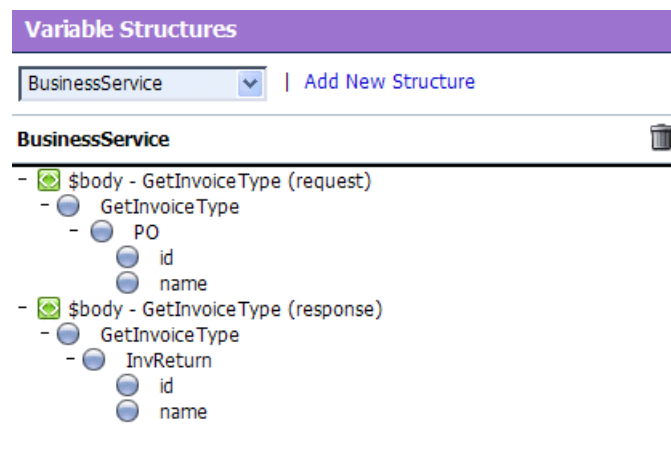 Variable Structures
BusinessService | Add New Structure
BusinessService
- $body - GetInvoiceType (request)
- GetInvoiceType
- PO
id
name
- $body - GetInvoiceType (response)
- GetInvoiceType
- InvReturn
id
name